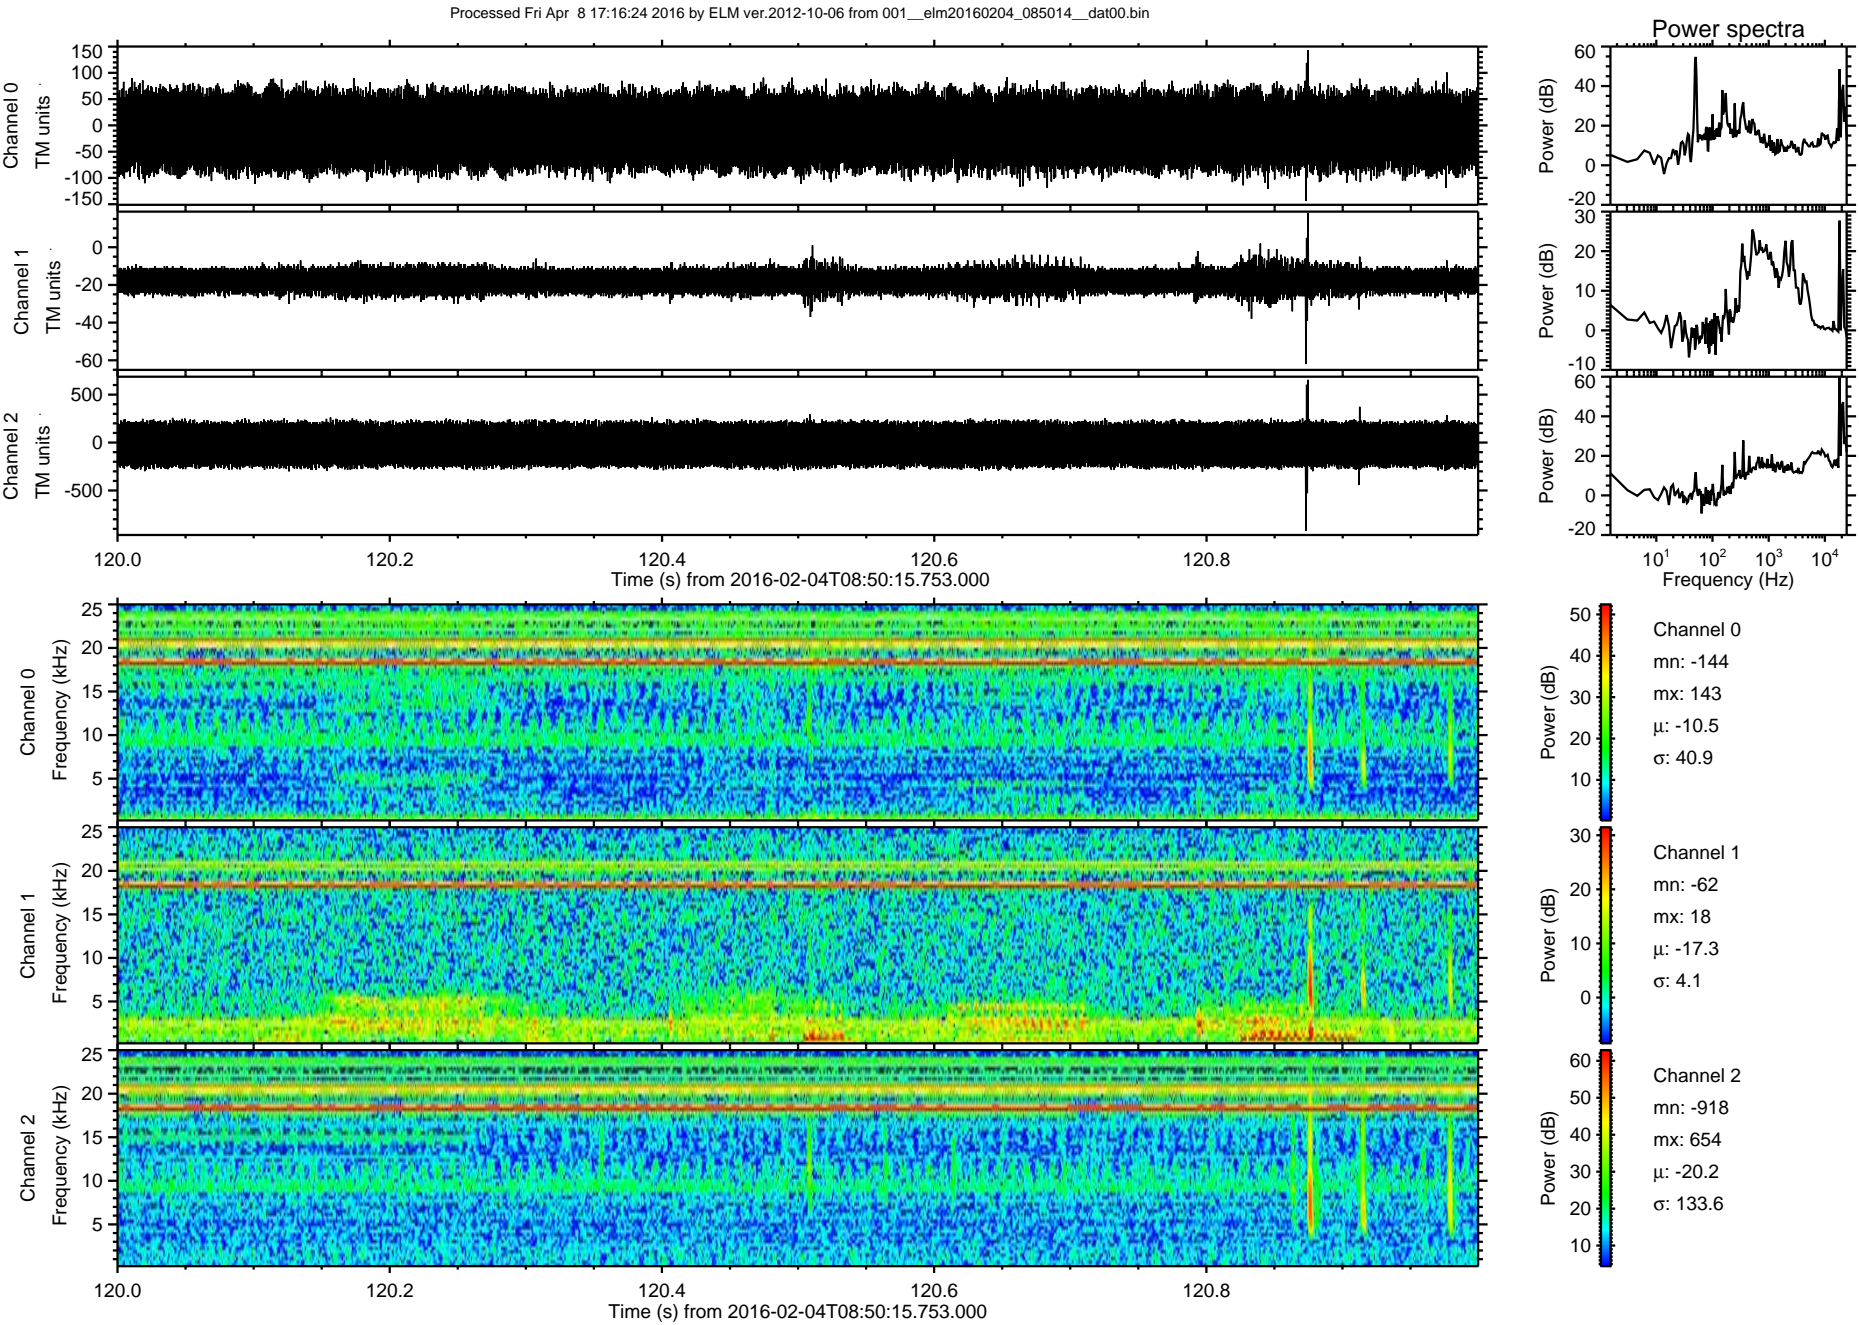 Processed Fri Apr  8 17:16:24 2016 by ELM ver.2012-10-06 from 001__elm20160204_085014__dat00.bin
Power spectra
Channel 0
TM units
150
100
50
0
-50
-100
-150
Power (dB)
60
40
20
0
-20
Channel 1
TM units
0
-20
-40
-60
Power (dB)
30
20
10
0
-10
Channel 2
TM units
500
0
-500
Power (dB)
60
40
20
0
-20
120.0 120.2 120.4 120.6 120.8
Time (s) from 2016-02-04T08:50:15.753.000
10¹ 10² 10³ 10⁴
Frequency (Hz)
Channel 0
Frequency (kHz)
25
20
15
10
5
Power (dB)
50
40
30
20
10
Channel 0
mn: -144
mx: 143
μ: -10.5
σ: 40.9
Channel 1
Frequency (kHz)
25
20
15
10
5
Power (dB)
30
20
10
0
Channel 1
mn: -62
mx: 18
μ: -17.3
σ: 4.1
Channel 2
Frequency (kHz)
25
20
15
10
5
Power (dB)
60
50
40
30
20
10
Channel 2
mn: -918
mx: 654
μ: -20.2
σ: 133.6
120.0 120.2 120.4 120.6 120.8
Time (s) from 2016-02-04T08:50:15.753.000